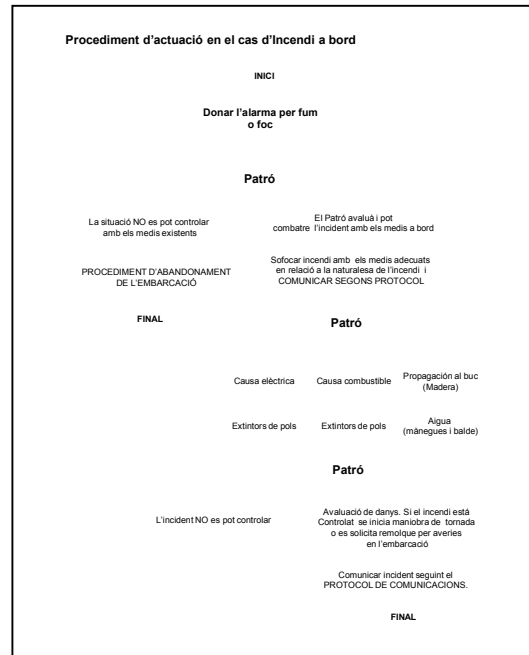 Procediment d'actuació en el cas d'Incendi a bord
INICI
Donar l'alarma per fum
o foc
Patró
La situació NO es pot controlar
amb els medis existents
El Patró avaluà i pot
combatre l'incident amb els medis a bord
PROCEDIMENT D'ABANDONAMENT
DE L'EMBARCACIÓ
Sofocar incendi amb els medis adecuats
en relació a la naturalesa de l'incendi i
COMUNICAR SEGONS PROTOCOL
FINAL
Patró
Causa elèctrica
Causa combustible
Propagación al buc
(Madera)
Extintors de pols
Extintors de pols
Aigua
(mànegues i balde)
Patró
L'incident NO es pot controlar
Avaluació de danys. Si el incendi està
Controlat se inicia maniobra de tornada
o es solicita remolque per averies
en l'embarcació
Comunicar incident seguint el
PROTOCOL DE COMUNICACIONS.
FINAL